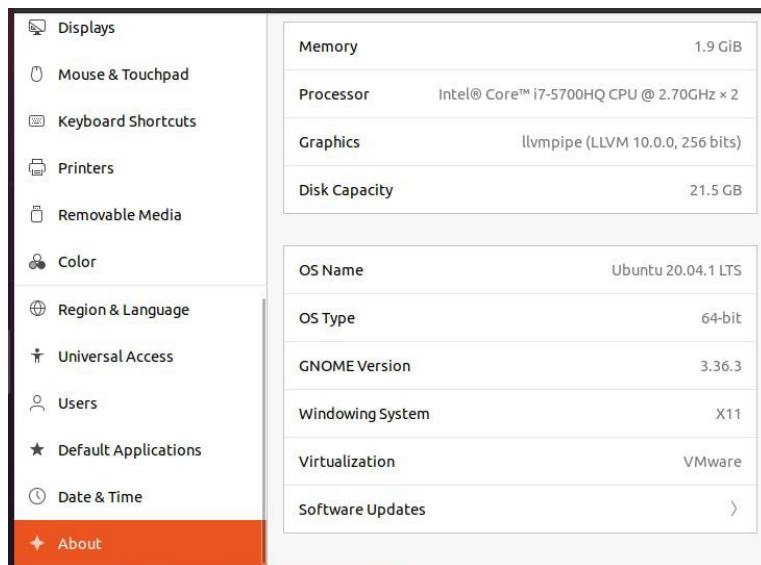 Displays
Mouse & Touchpad
Keyboard Shortcuts
Printers
Removable Media
Color
Region & Language
Universal Access
Users
Default Applications
Date & Time
About
Memory 1.9 GiB
Processor Intel® Core™ i7-5700HQ CPU @ 2.70GHz × 2
Graphics llvmpipe (LLVM 10.0.0, 256 bits)
Disk Capacity 21.5 GB
OS Name Ubuntu 20.04.1 LTS
OS Type 64-bit
GNOME Version 3.36.3
Windowing System X11
Virtualization VMware
Software Updates